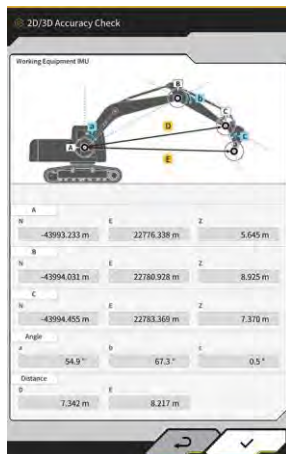 2D/3D Accuracy Check
Working Equipment IMU
B
b
a
C
c
D
A
E
A
N E Z
-43993.233 m 22776.338 m 5.645 m
B
N E Z
-43994.031 m 22780.928 m 8.925 m
C
N E Z
-43994.455 m 22783.369 m 7.370 m
Angle
a b c
54.9 ° 67.3 ° 0.5 °
Distance
D E
7.342 m 8.217 m